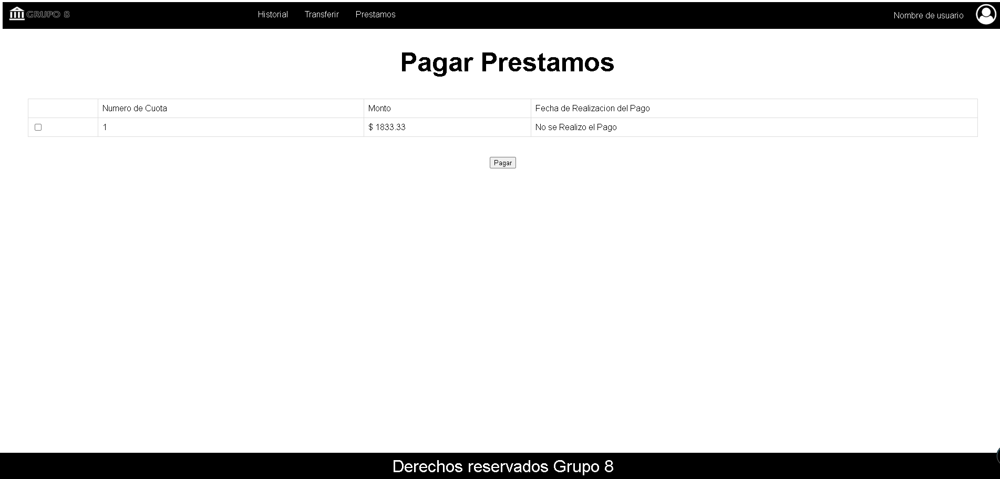 GRUPO 8 Historial Transferir Prestamos Nombre de usuario
Pagar Prestamos
Numero de Cuota Monto Fecha de Realizacion del Pago
1 $ 1833.33 No se Realizo el Pago
Pagar
Derechos reservados Grupo 8